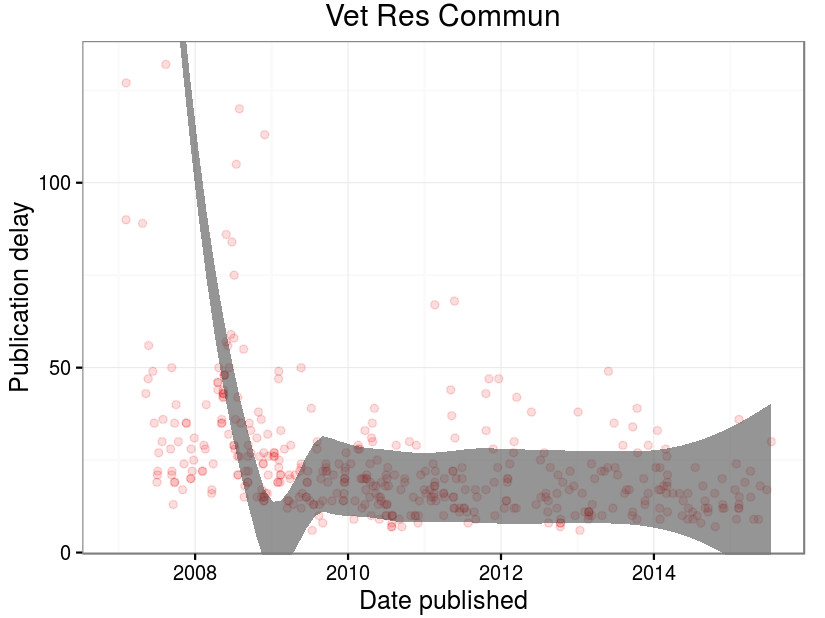 Vet Res Commun
Publication delay
100
50
0
2008 2010 2012 2014
Date published